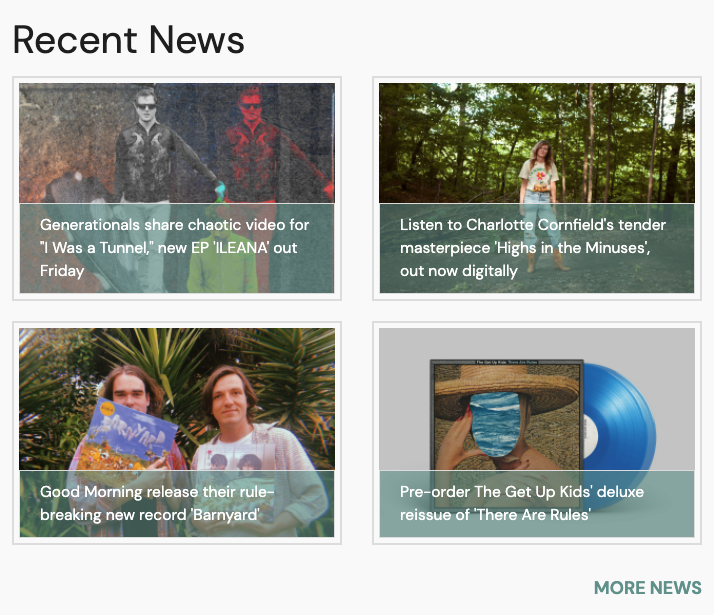 Recent News
Generationals share chaotic video for
"I Was a Tunnel," new EP 'ILEANA' out
Friday
Listen to Charlotte Cornfield's tender
masterpiece 'Highs in the Minuses',
out now digitally
BARNYARD
Good Morning release their rule-
breaking new record 'Barnyard'
The Get Up Kids There Are Rules
Pre-order The Get Up Kids' deluxe
reissue of 'There Are Rules'
MORE NEWS